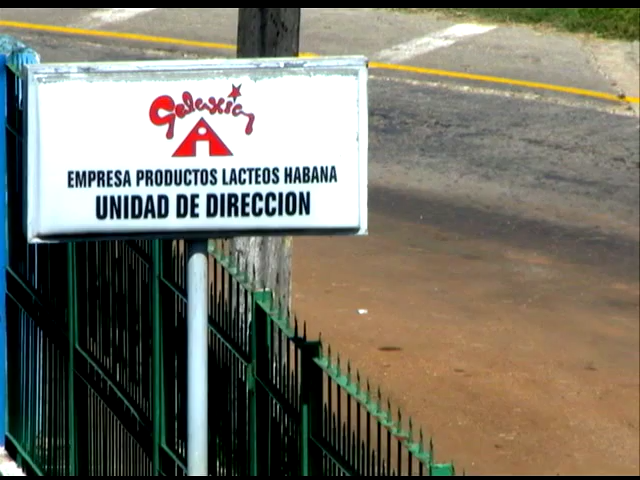 Galaxia
EMPRESA PRODUCTOS LACTEOS HABANA
UNIDAD DE DIRECCION